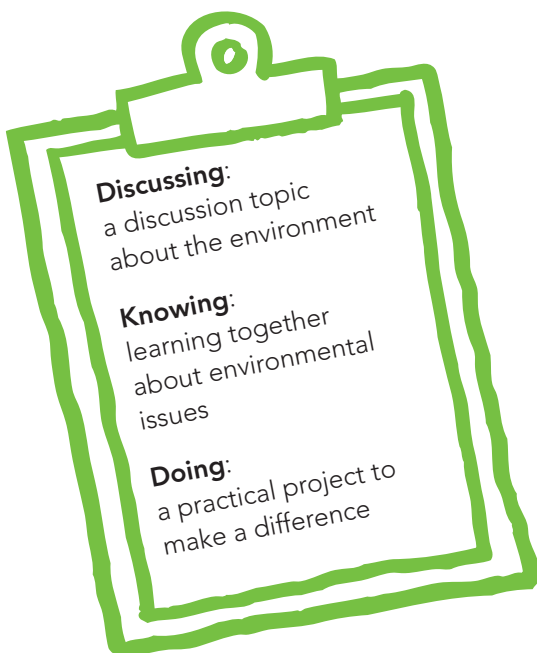 Discussing:
a discussion topic
about the environment
Knowing:
learning together
about environmental
issues
Doing:
a practical project to
make a difference